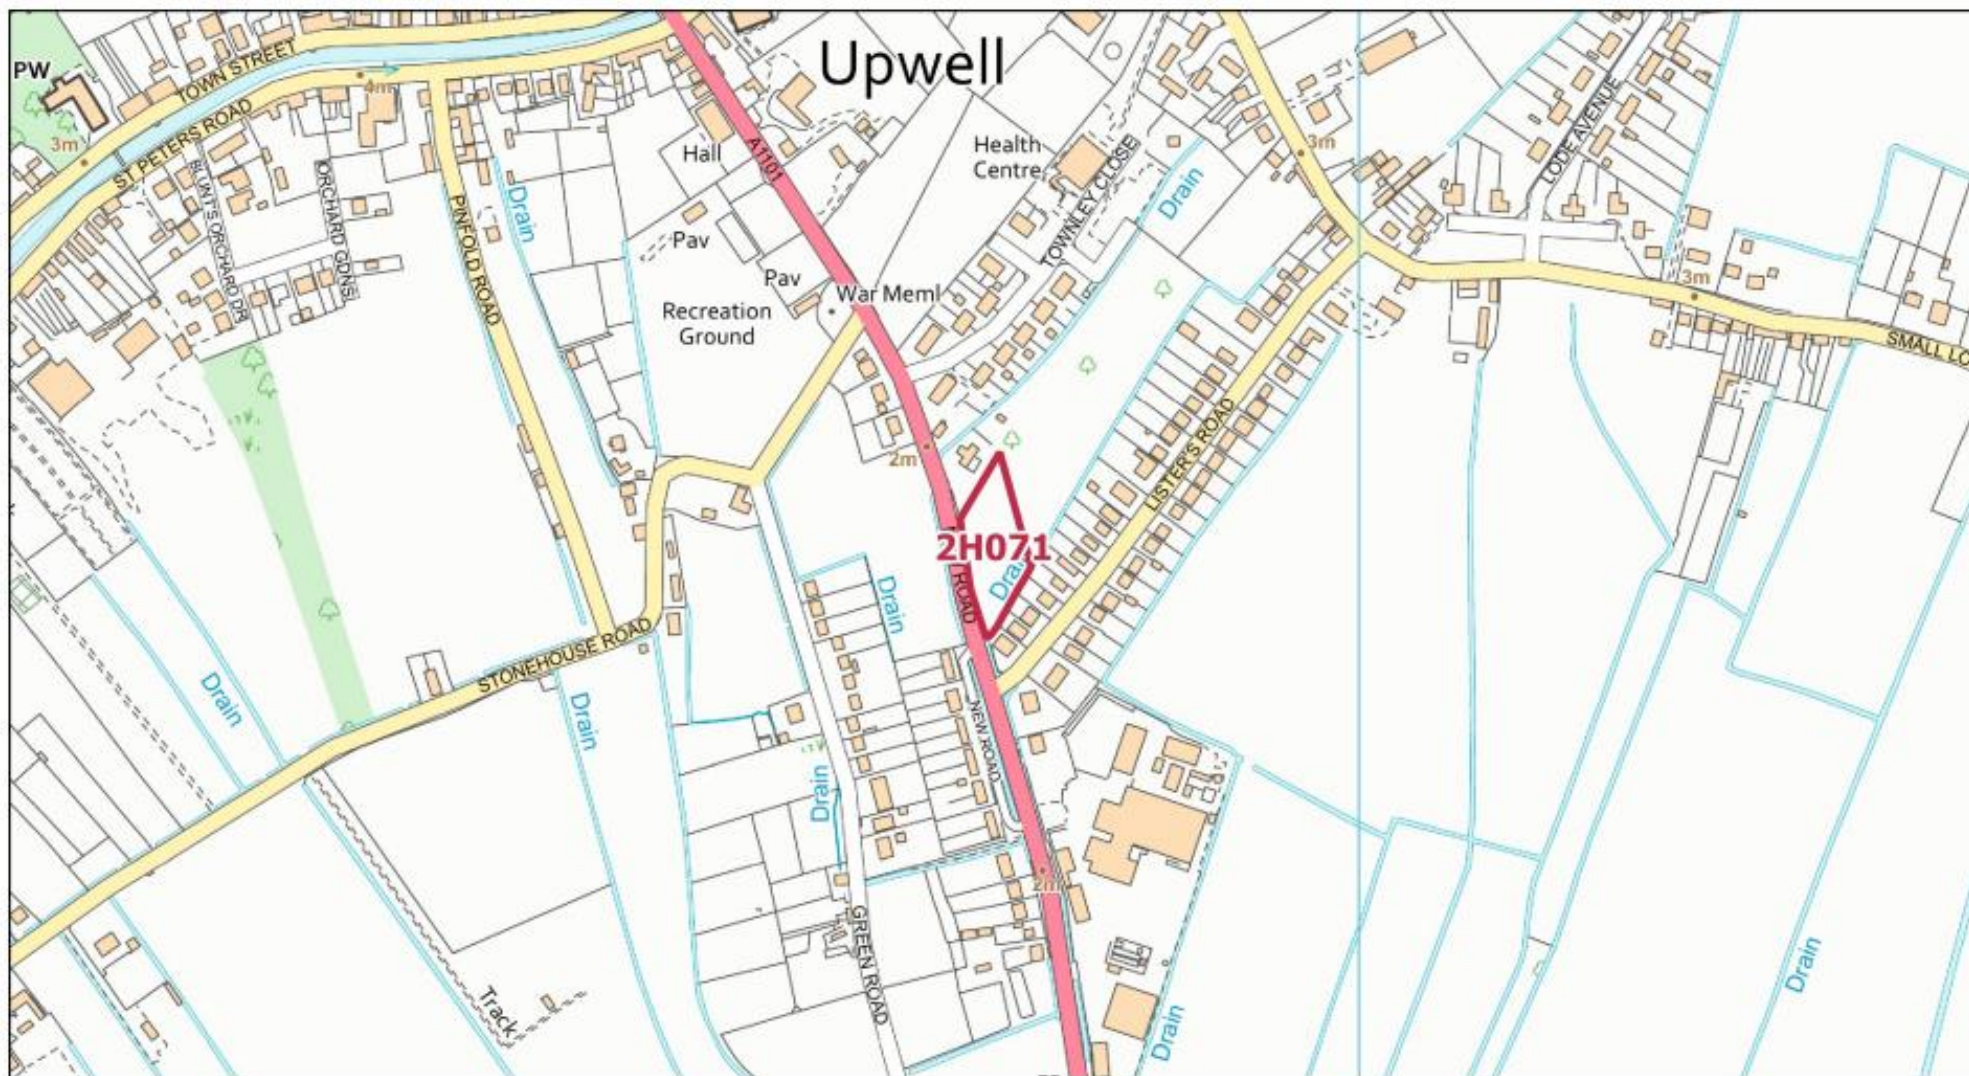 Upwell
PW
TOWN STREET
4m
3m
ST PETERS ROAD
BLUNT'S ORCHARD DR
ORCHARD GDNS
PINFOLD ROAD
Drain
Hall
A1101
Pav
Pav
War Meml
Recreation
Ground
Health
Centre
TOWNLEY CLOSE
Drain
3m
LODE AVENUE
3m
SMALL LO
LISTER'S ROAD
2m
2H071
ROAD
Drain
Drain
STONEHOUSE ROAD
Drain
Drain
Drain
NEW ROAD
2m
GREEN ROAD
Track
Drain
Drain